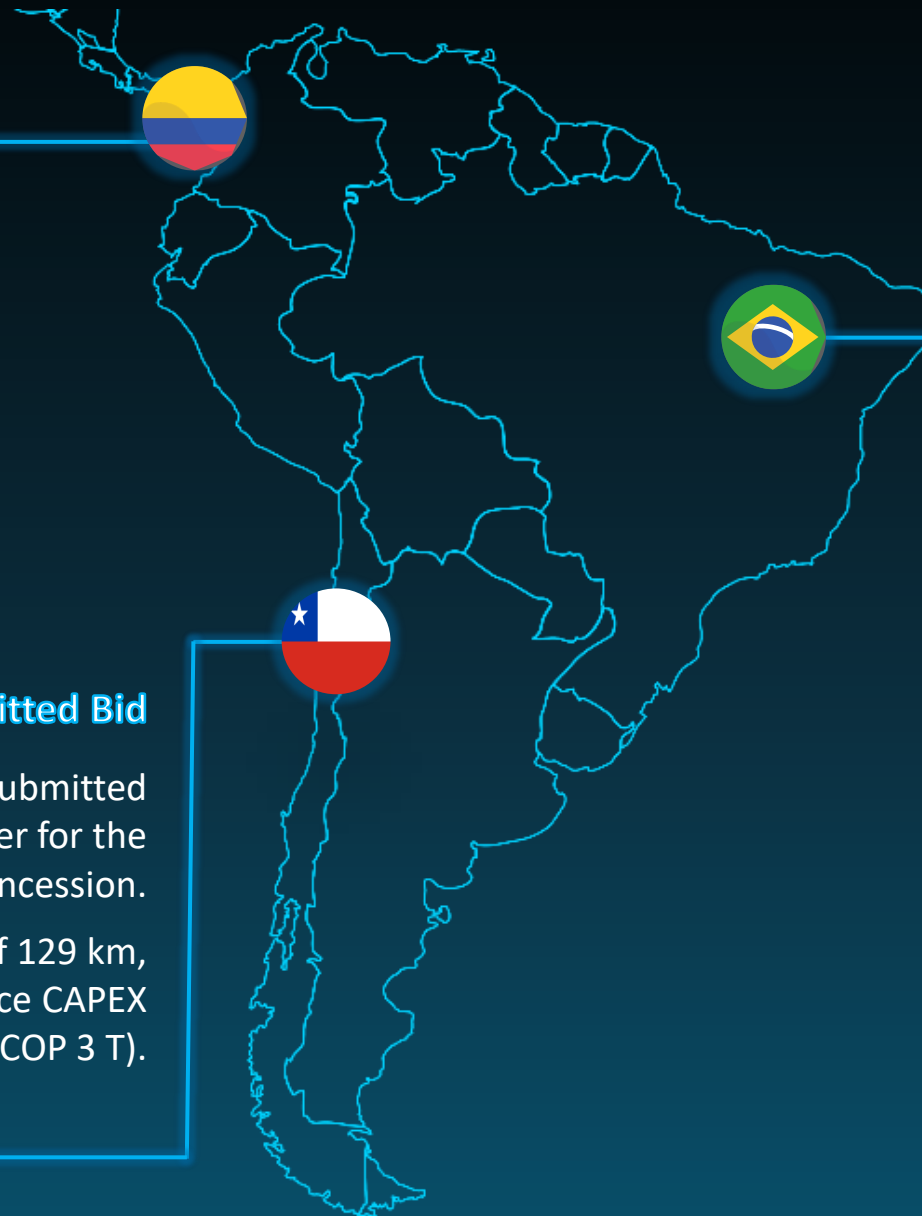 itted Bid
ubmitted
er for the
ncession.
f 129 km,
ce CAPEX
COP 3 T).